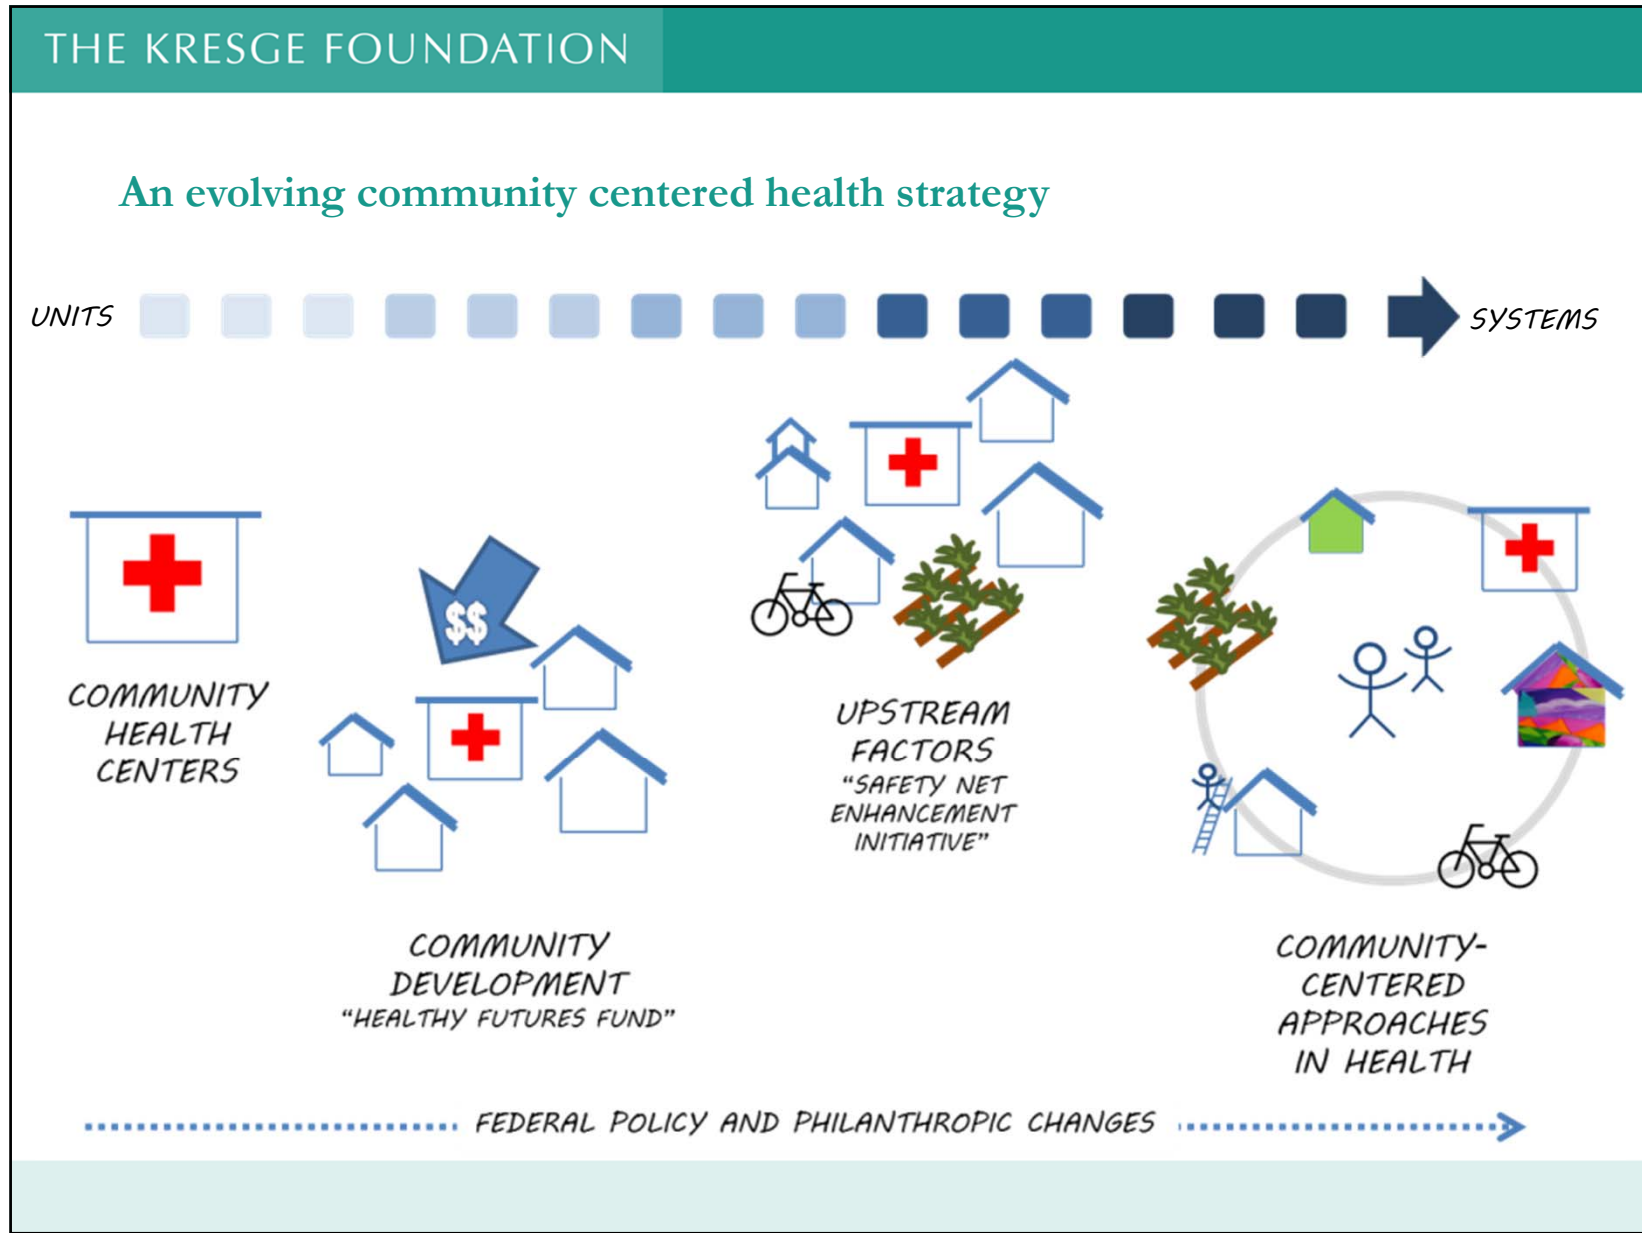 THE KRESGE FOUNDATION
An evolving community centered health strategy
UNITS
SYSTEMS
COMMUNITY
HEALTH
CENTERS
$$
COMMUNITY
DEVELOPMENT
“HEALTHY FUTURES FUND”
UPSTREAM
FACTORS
“SAFETY NET
ENHANCEMENT
INITIATIVE”
COMMUNITY-
CENTERED
APPROACHES
IN HEALTH
FEDERAL POLICY AND PHILANTHROPIC CHANGES